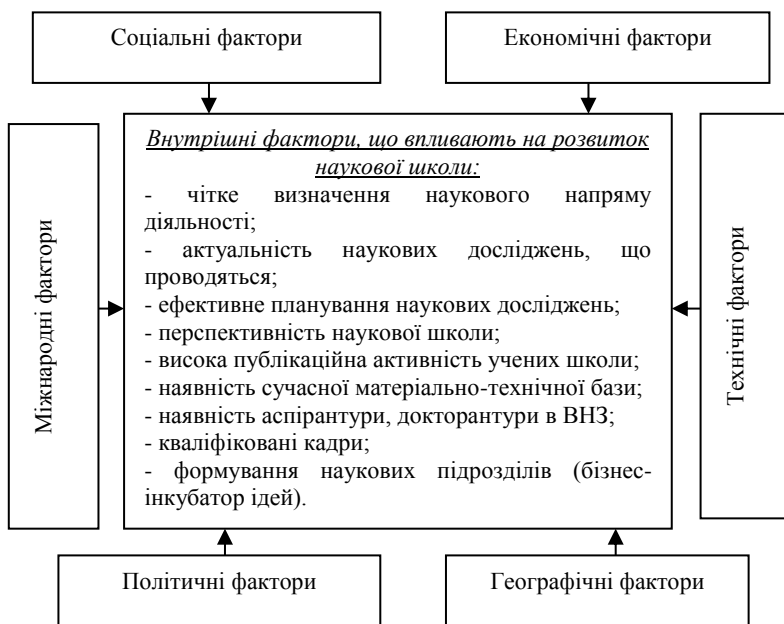 Соціальні фактори
Економічні фактори
Міжнародні фактори
Внутрішні фактори, що впливають на розвиток
наукової школи:
- чітке визначення наукового напряму
діяльності;
- актуальність наукових досліджень, що
проводяться;
- ефективне планування наукових досліджень;
- перспективність наукової школи;
- висока публікаційна активність учених школи;
- наявність сучасної матеріально-технічної бази;
- наявність аспірантури, докторантури в ВНЗ;
- кваліфіковані кадри;
- формування наукових підрозділів (бізнес-
інкубатор ідей).
Технічні фактори
Політичні фактори
Географічні фактори